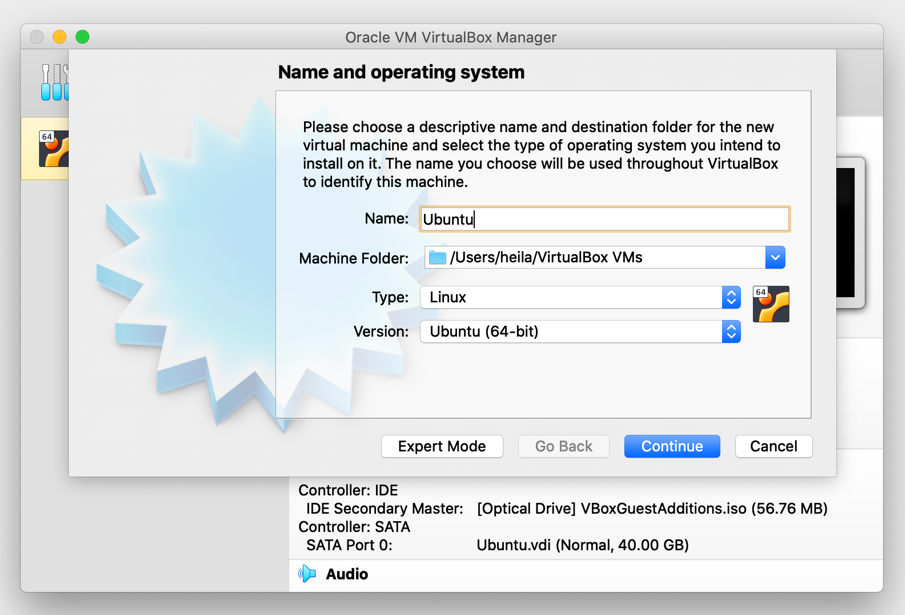 Oracle VM VirtualBox Manager
Name and operating system
64
Please choose a descriptive name and destination folder for the new
virtual machine and select the type of operating system you intend to
install on it. The name you choose will be used throughout VirtualBox
to identify this machine.
Name: Ubuntu
Machine Folder: /Users/heila/VirtualBox VMs
Type: Linux
64
Version: Ubuntu (64-bit)
Expert Mode Go Back Continue Cancel
Controller: IDE
IDE Secondary Master: [Optical Drive] VBoxGuestAdditions.iso (56.76 MB)
Controller: SATA
SATA Port 0: Ubuntu.vdi (Normal, 40.00 GB)
Audio